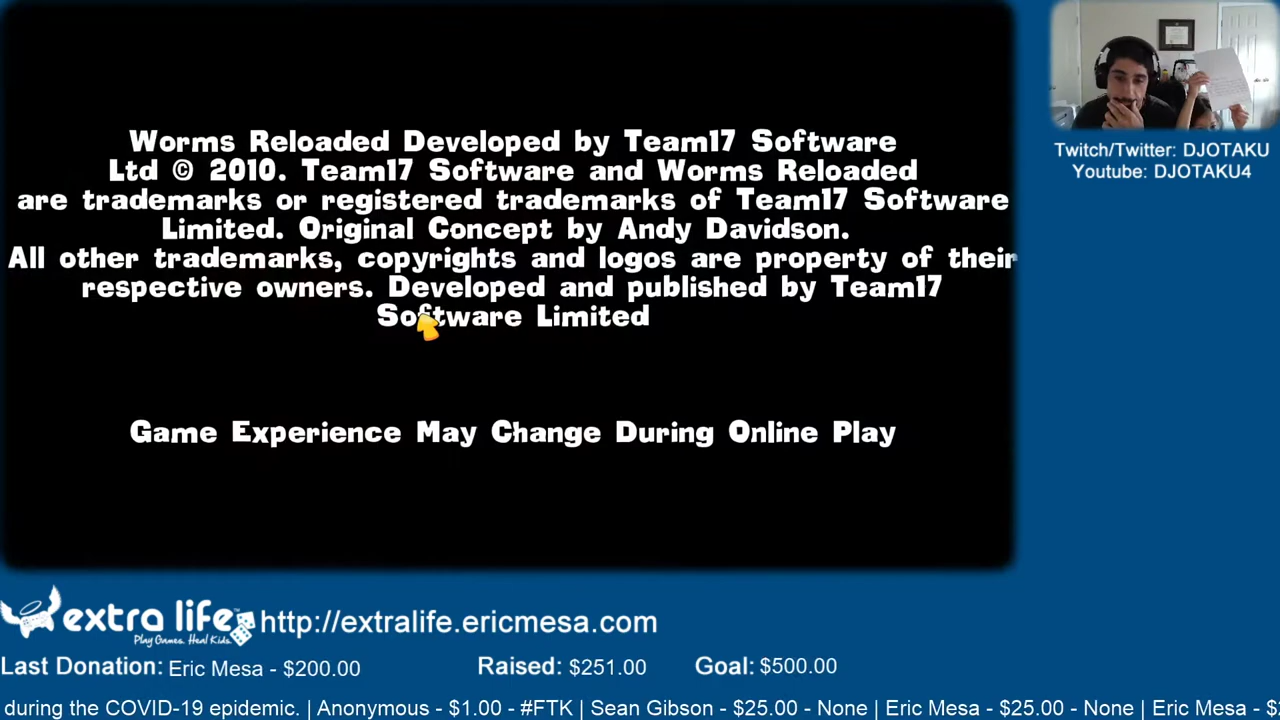 Worms Reloaded Developed by Team17 Software
Ltd © 2010. Team17 Software and Worms Reloaded
are trademarks or registered trademarks of Team17 Software
Limited. Original Concept by Andy Davidson.
All other trademarks, copyrights and logos are property of their
respective owners. Developed and published by Team17
Software Limited
Game Experience May Change During Online Play
Twitch/Twitter: DJOTAKU
Youtube: DJOTAKU4
extra life
Play Games. Heal Kids.
http://extralife.ericmesa.com
Last Donation: Eric Mesa - $200.00 Raised: $251.00 Goal: $500.00
during the COVID-19 epidemic. | Anonymous - $1.00 - #FTK | Sean Gibson - $25.00 - None | Eric Mesa - $25.00 - None | Eric Mesa -